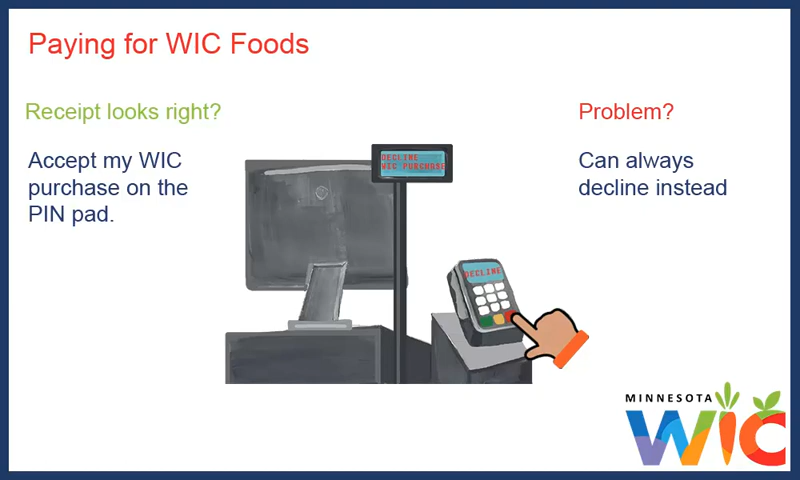 Paying for WIC Foods
Receipt looks right?
Accept my WIC
purchase on the
PIN pad.
DECLINE
WIC PURCHASE
DECLINE
Problem?
Can always
decline instead
MINNESOTA
WIC